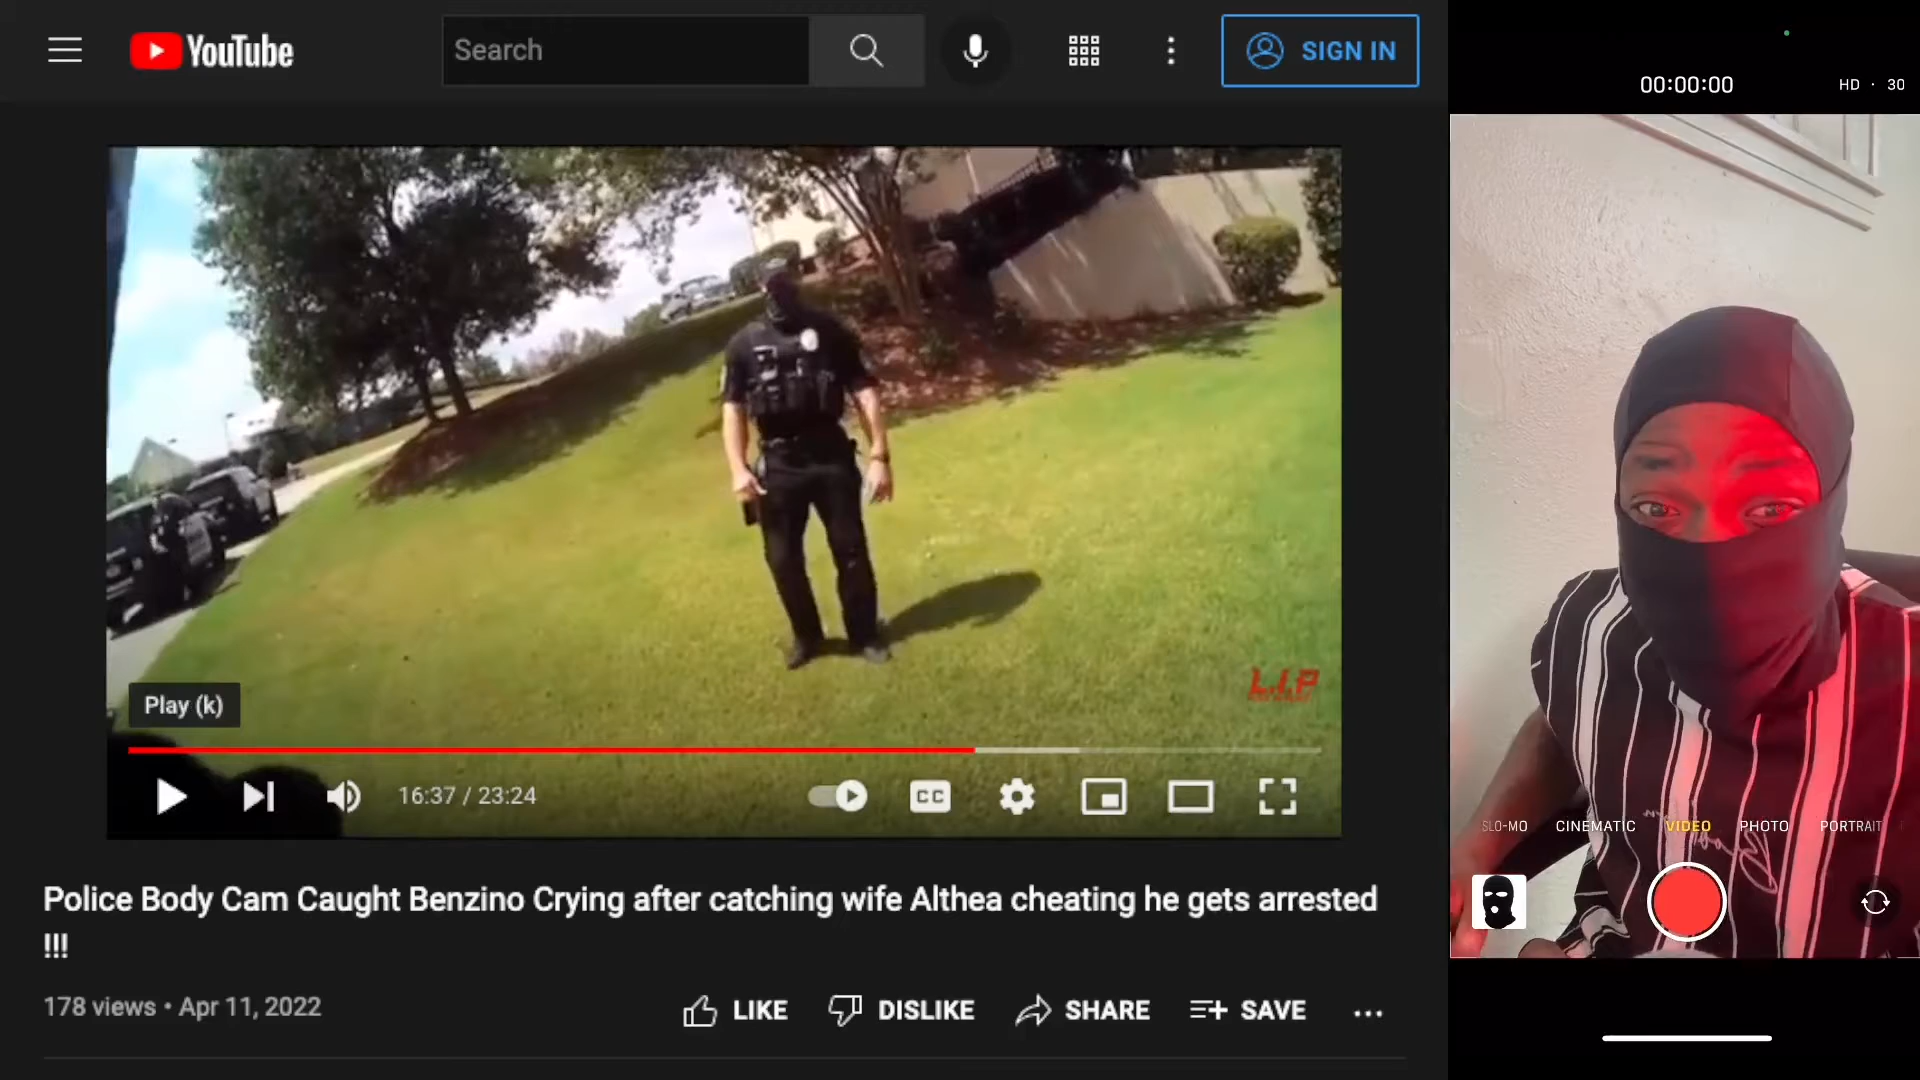 YouTube
Search
SIGN IN
L.I.P
Play (k)
16:37 / 23:24
CC
Police Body Cam Caught Benzino Crying after catching wife Althea cheating he gets arrested
!!!
178 views • Apr 11, 2022
LIKE
DISLIKE
SHARE
SAVE
00:00:00
HD · 30
SLO-MO
CINEMATIC
VIDEO
PHOTO
PORTRAIT